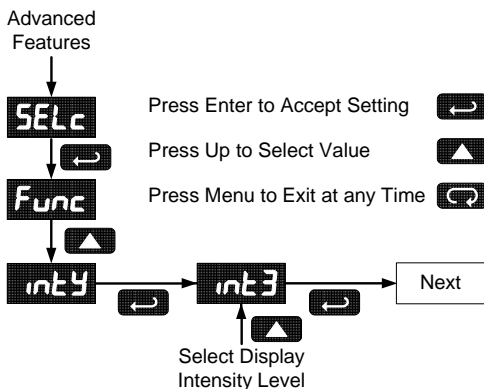 Advanced
Features
SELc
Press Enter to Accept Setting
Press Up to Select Value
Func
Press Menu to Exit at any Time
intY
int3
Next
Select Display
Intensity Level